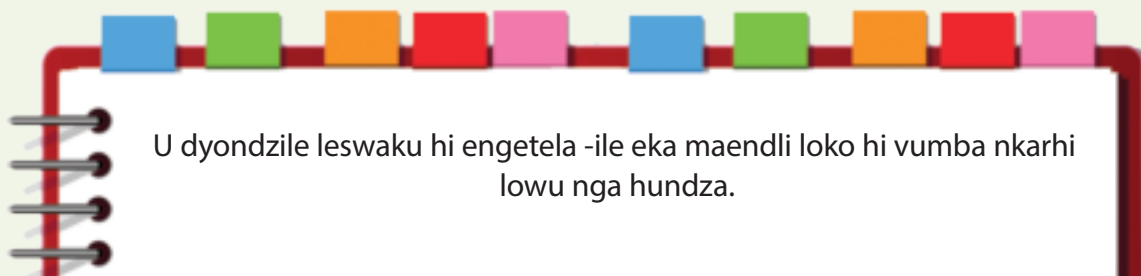 U dyondzile leswaku hi engetela -ile eka maendli loko hi vumba nkarhi
lowu nga hundza.